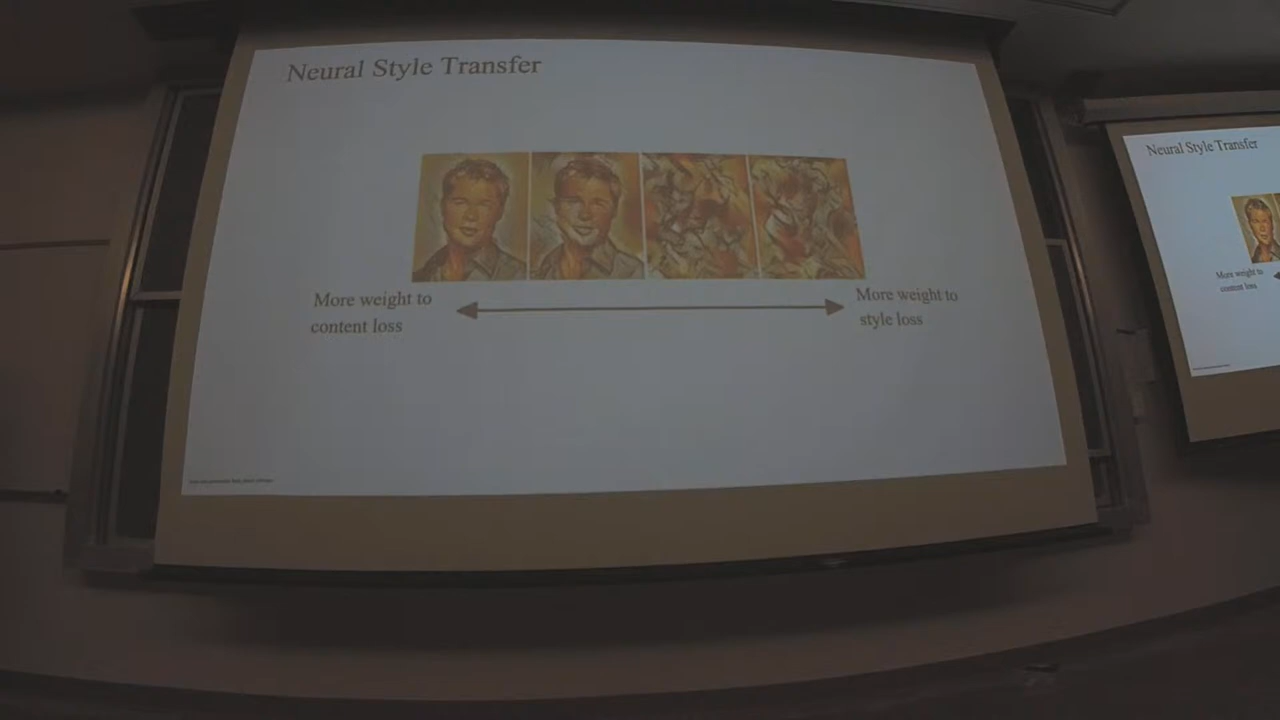 Neural Style Transfer
More weight to
content loss
More weight to
style loss
Neural Style Transfer
More weight to
content loss